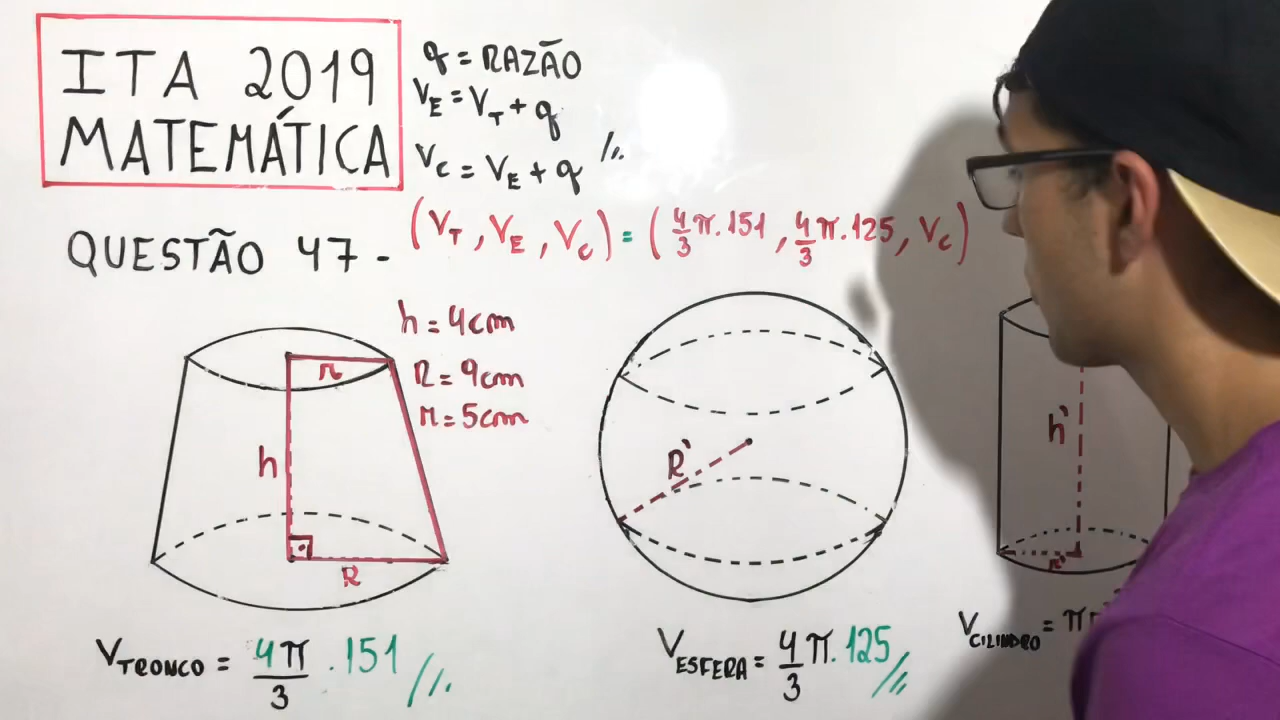 ITA 2019
MATEMÁTICA
q = RAZÃO
V_E = V_T + q
V_C = V_E + q //.
QUESTÃO 47 -
(V_T, V_E, V_C) = (4/3 π.151, 4/3 π.125, V_C)
h = 4cm
R = 9cm
r = 5cm
r
h
R
R'
h'
r'
V_TRONCO = 4π/3 .151 //.
V_ESFERA = 4/3 π.125 //
V_CILINDRO = π